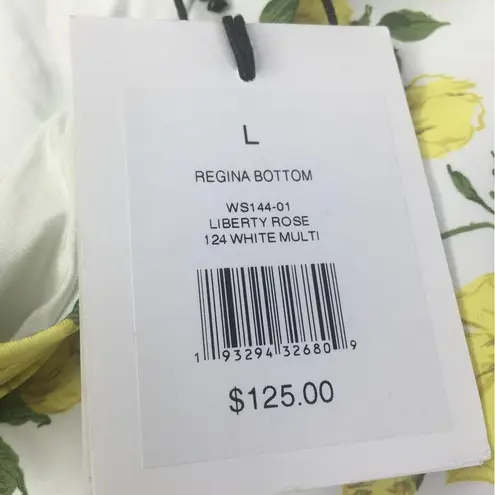 L
REGINA BOTTOM
WS144-01
LIBERTY ROSE
124 WHITE MULTI
1 93294 32680 9
$125.00